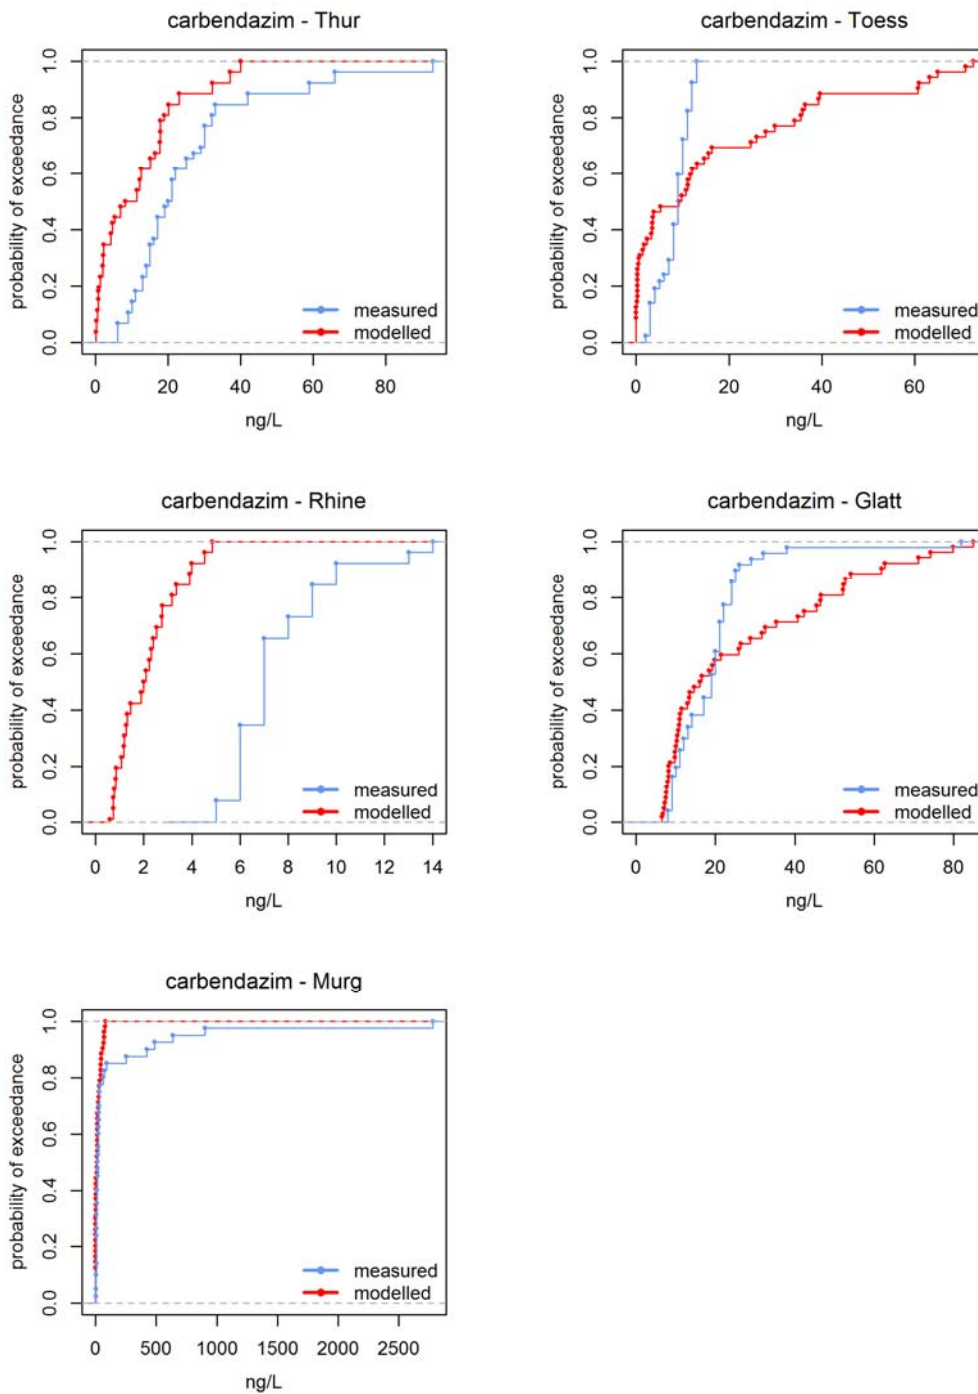 carbendazim - Thur
probability of exceedance
0.0 0.2 0.4 0.6 0.8 1.0
measured
modelled
0 20 40 60 80
ng/L
carbendazim - Toess
probability of exceedance
0.0 0.2 0.4 0.6 0.8 1.0
measured
modelled
0 20 40 60
ng/L
carbendazim - Rhine
probability of exceedance
0.0 0.2 0.4 0.6 0.8 1.0
measured
modelled
0 2 4 6 8 10 12 14
ng/L
carbendazim - Glatt
probability of exceedance
0.0 0.2 0.4 0.6 0.8 1.0
measured
modelled
0 20 40 60 80
ng/L
carbendazim - Murg
probability of exceedance
0.0 0.2 0.4 0.6 0.8 1.0
measured
modelled
0 500 1000 1500 2000 2500
ng/L